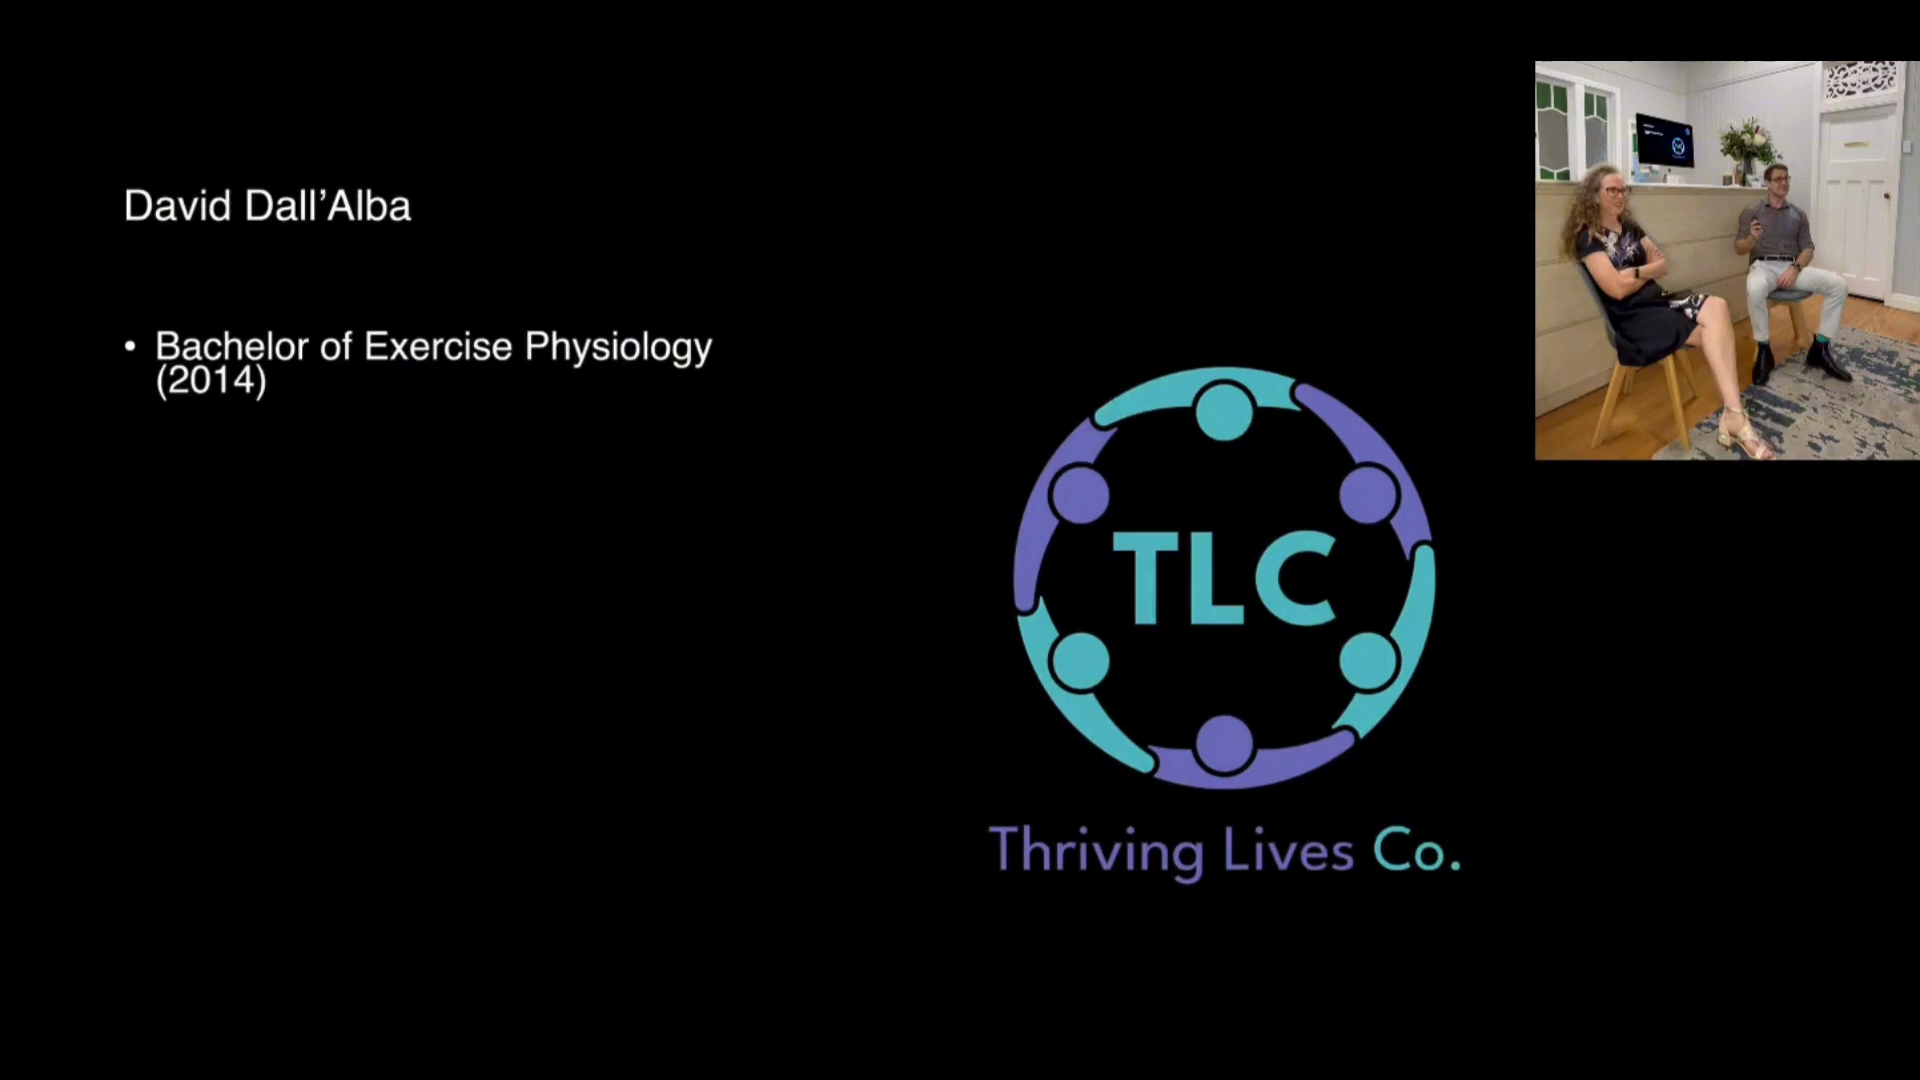 David Dall’Alba
• Bachelor of Exercise Physiology
(2014)
TLC
Thriving Lives Co.